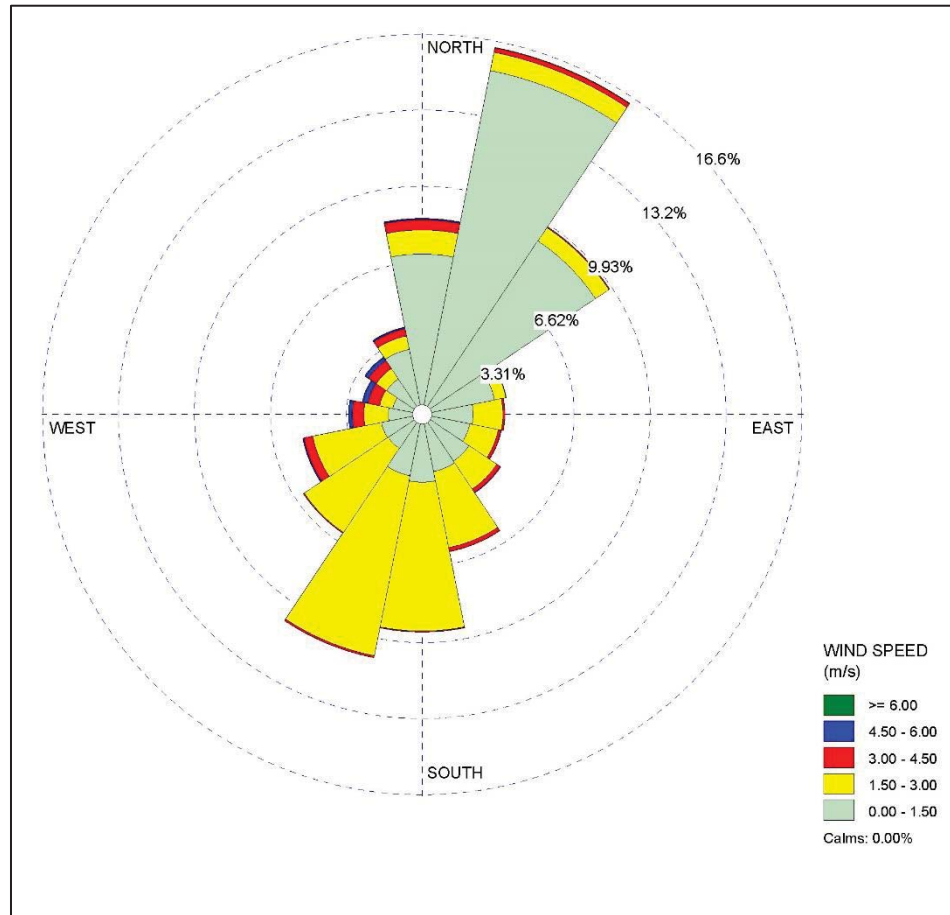 NORTH
16.6%
13.2%
9.93%
6.62%
3.31%
WEST
EAST
SOUTH
WIND SPEED
(m/s)
>= 6.00
4.50 - 6.00
3.00 - 4.50
1.50 - 3.00
0.00 - 1.50
Calms: 0.00%